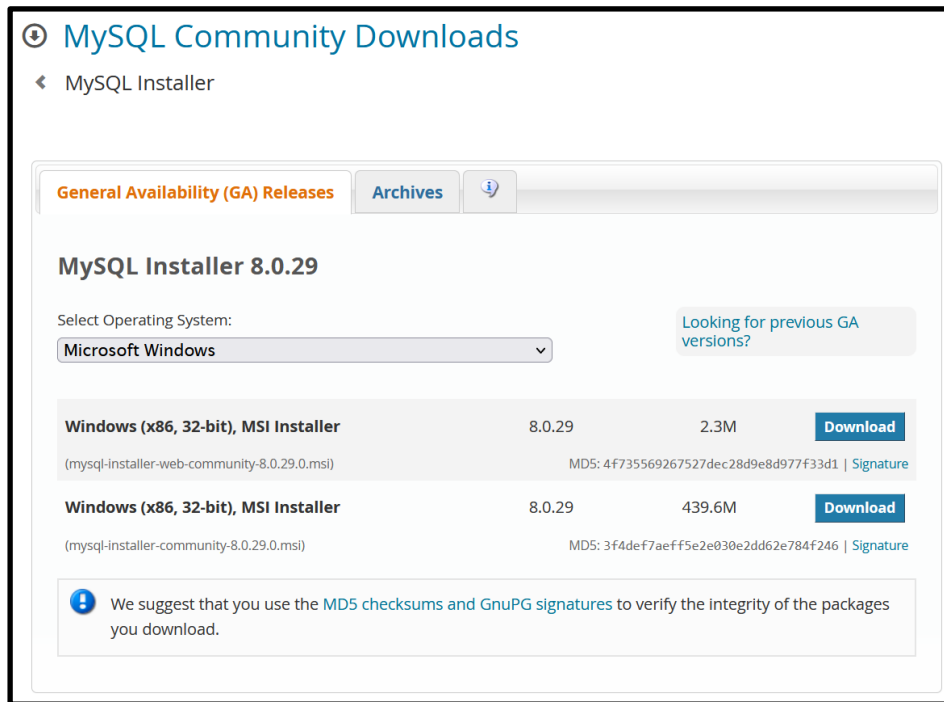 MySQL Community Downloads
MySQL Installer
General Availability (GA) Releases Archives
MySQL Installer 8.0.29
Select Operating System:
Looking for previous GA
versions?
Microsoft Windows
Windows (x86, 32-bit), MSI Installer 8.0.29 2.3M Download
(mysql-installer-web-community-8.0.29.0.msi) MD5: 4f735569267527dec28d9e8d977f33d1 | Signature
Windows (x86, 32-bit), MSI Installer 8.0.29 439.6M Download
(mysql-installer-community-8.0.29.0.msi) MD5: 3f4def7aeff5e2e030e2dd62e784f246 | Signature
We suggest that you use the MD5 checksums and GnuPG signatures to verify the integrity of the packages
you download.